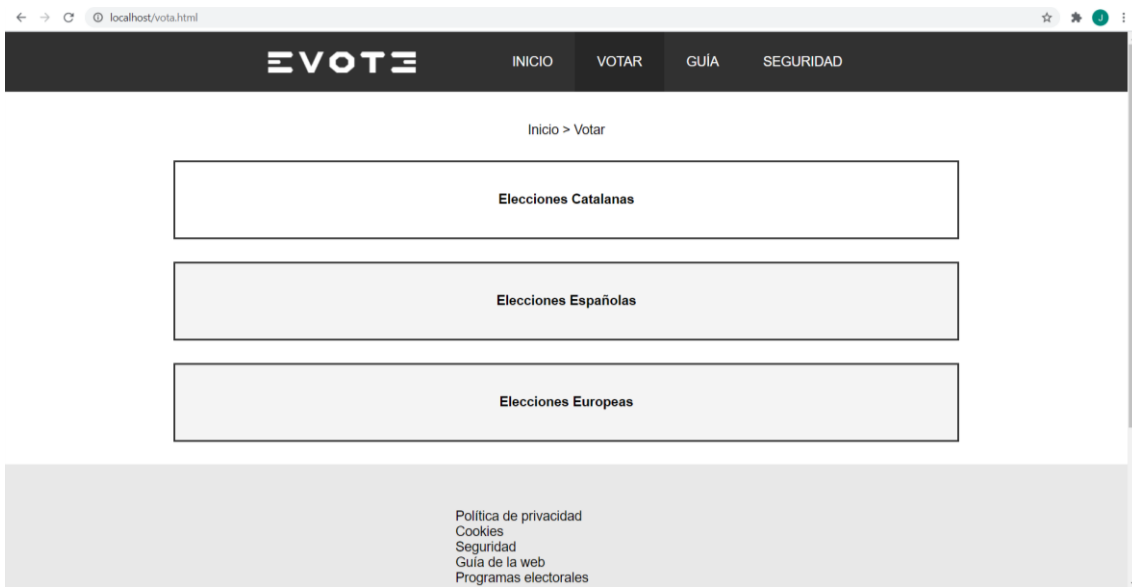 localhost/vota.html
J
EVOTE INICIO VOTAR GUÍA SEGURIDAD
Inicio > Votar
Elecciones Catalanas
Elecciones Españolas
Elecciones Europeas
Política de privacidad
Cookies
Seguridad
Guía de la web
Programas electorales